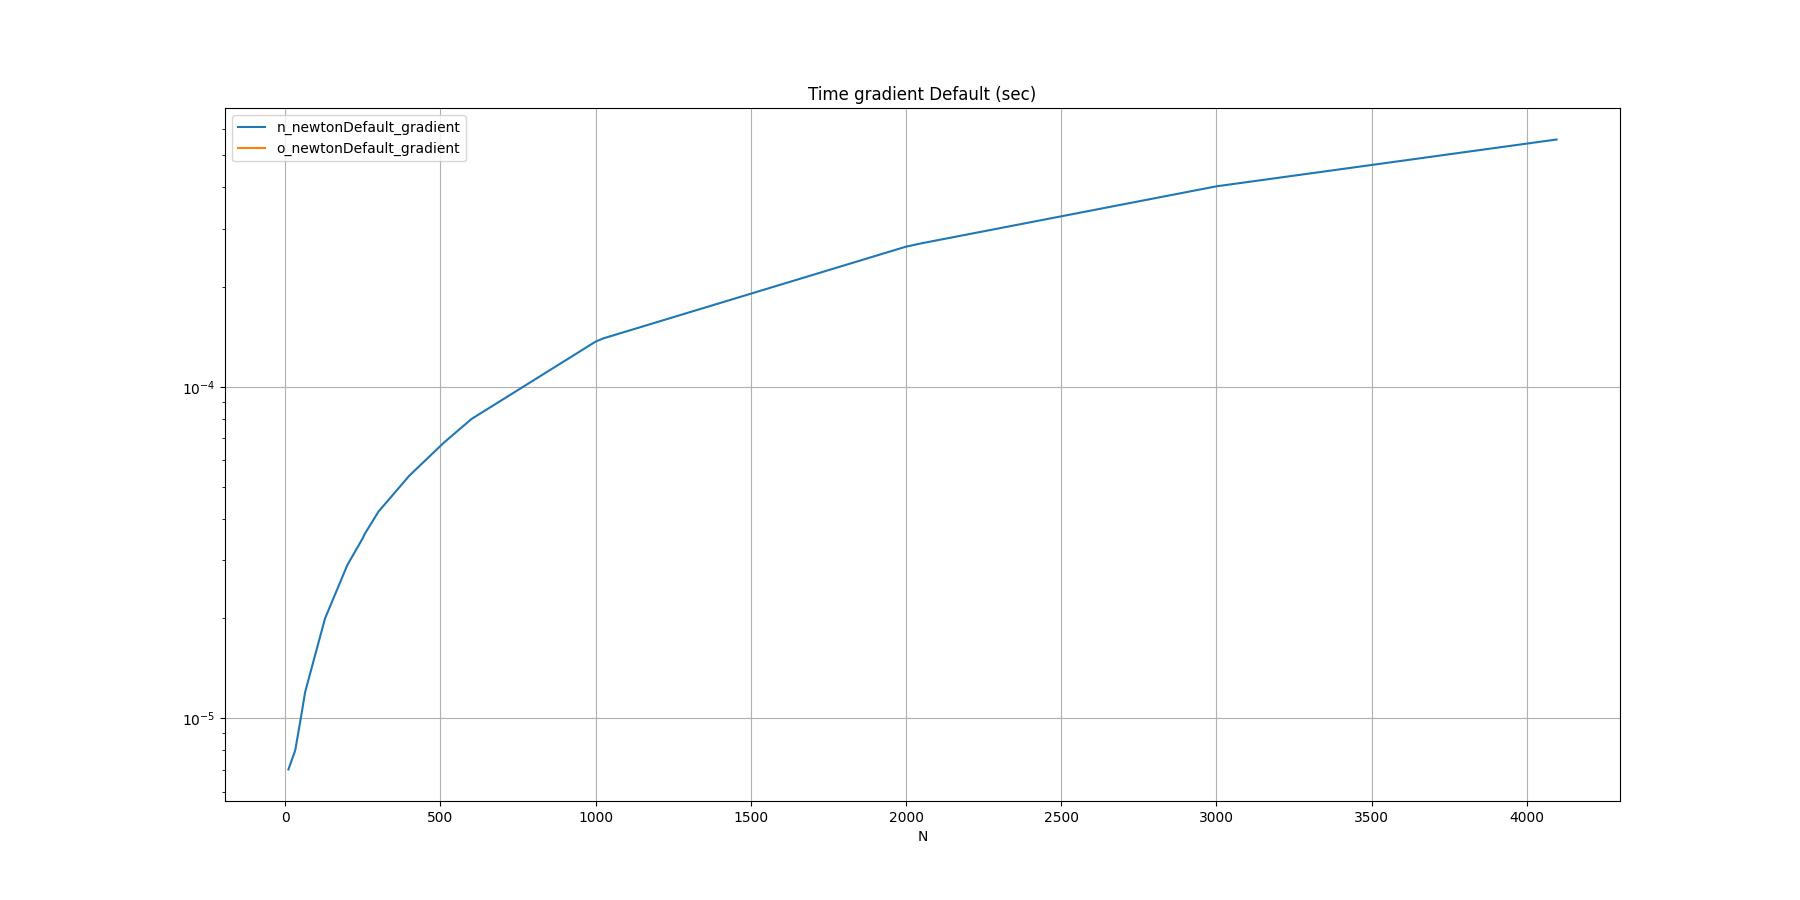 Time gradient Default (sec)
n_newtonDefault_gradient
o_newtonDefault_gradient
10⁻⁴
10⁻⁵
0 500 1000 1500 2000 2500 3000 3500 4000
N